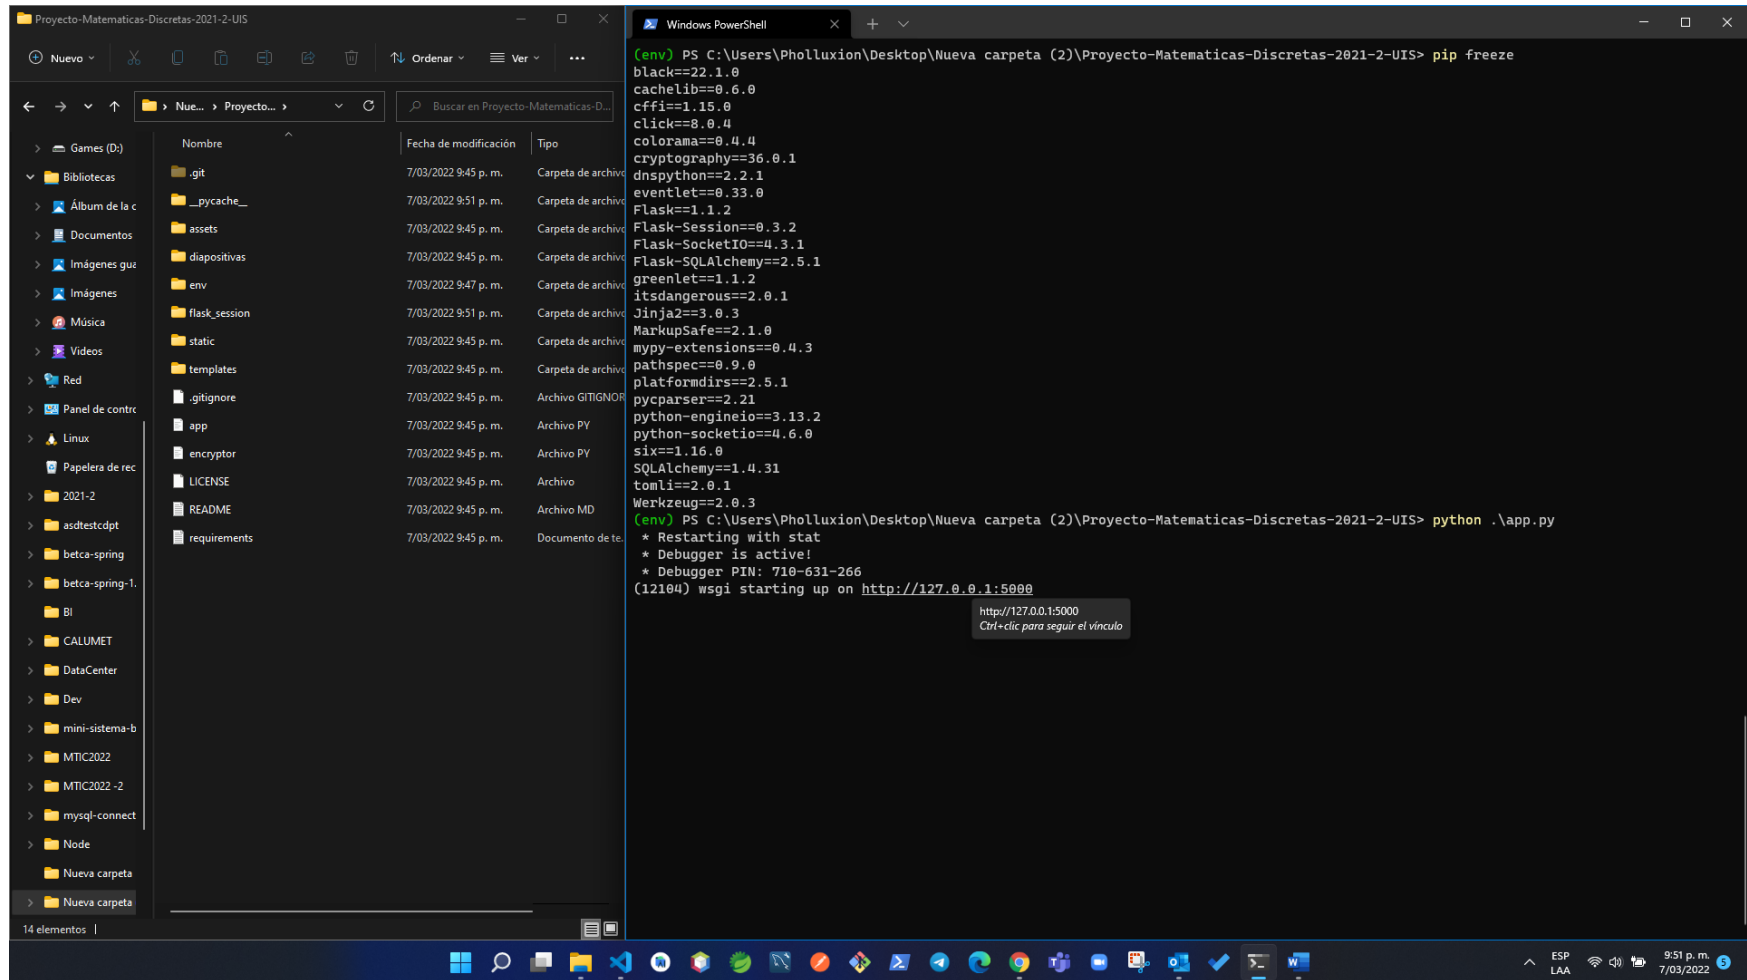 Proyecto-Matematicas-Discretas-2021-2-UIS
Nuevo
Ordenar
Ver
Nue... > Proyecto... >
Buscar en Proyecto-Matematicas-D...
Games (D:)
Bibliotecas
Álbum de la c
Documentos
Imágenes gua
Imágenes
Música
Videos
Red
Panel de contro
Linux
Papelera de rec
2021-2
asdtestcdpt
betca-spring
betca-spring-1.
BI
CALUMET
DataCenter
Dev
mini-sistema-b
MTIC2022
MTIC2022 -2
mysql-connect
Node
Nueva carpeta
Nueva carpeta
Nombre Fecha de modificación Tipo
.git 7/03/2022 9:45 p. m. Carpeta de archivo
__pycache__ 7/03/2022 9:51 p. m. Carpeta de archivo
assets 7/03/2022 9:45 p. m. Carpeta de archivo
diapositivas 7/03/2022 9:45 p. m. Carpeta de archivo
env 7/03/2022 9:47 p. m. Carpeta de archivo
flask_session 7/03/2022 9:51 p. m. Carpeta de archivo
static 7/03/2022 9:45 p. m. Carpeta de archivo
templates 7/03/2022 9:45 p. m. Carpeta de archivo
.gitignore 7/03/2022 9:45 p. m. Archivo GITIGNOR
app 7/03/2022 9:45 p. m. Archivo PY
encryptor 7/03/2022 9:45 p. m. Archivo PY
LICENSE 7/03/2022 9:45 p. m. Archivo
README 7/03/2022 9:45 p. m. Archivo MD
requirements 7/03/2022 9:45 p. m. Documento de te.
14 elementos
Windows PowerShell
(env) PS C:\Users\Pholluxion\Desktop\Nueva carpeta (2)\Proyecto-Matematicas-Discretas-2021-2-UIS> pip freeze
black==22.1.0
cachelib==0.6.0
cffi==1.15.0
click==8.0.4
colorama==0.4.4
cryptography==36.0.1
dnspython==2.2.1
eventlet==0.33.0
Flask==1.1.2
Flask-Session==0.3.2
Flask-SocketIO==4.3.1
Flask-SQLAlchemy==2.5.1
greenlet==1.1.2
itsdangerous==2.0.1
Jinja2==3.0.3
MarkupSafe==2.1.0
mypy-extensions==0.4.3
pathspec==0.9.0
platformdirs==2.5.1
pycparser==2.21
python-engineio==3.13.2
python-socketio==4.6.0
six==1.16.0
SQLAlchemy==1.4.31
tomli==2.0.1
Werkzeug==2.0.3
(env) PS C:\Users\Pholluxion\Desktop\Nueva carpeta (2)\Proyecto-Matematicas-Discretas-2021-2-UIS> python .\app.py
* Restarting with stat
* Debugger is active!
* Debugger PIN: 710-631-266
(12104) wsgi starting up on http://127.0.0.1:5000
http://127.0.0.1:5000
Ctrl+clic para seguir el vínculo
ESP
LAA
9:51 p. m.
7/03/2022
5